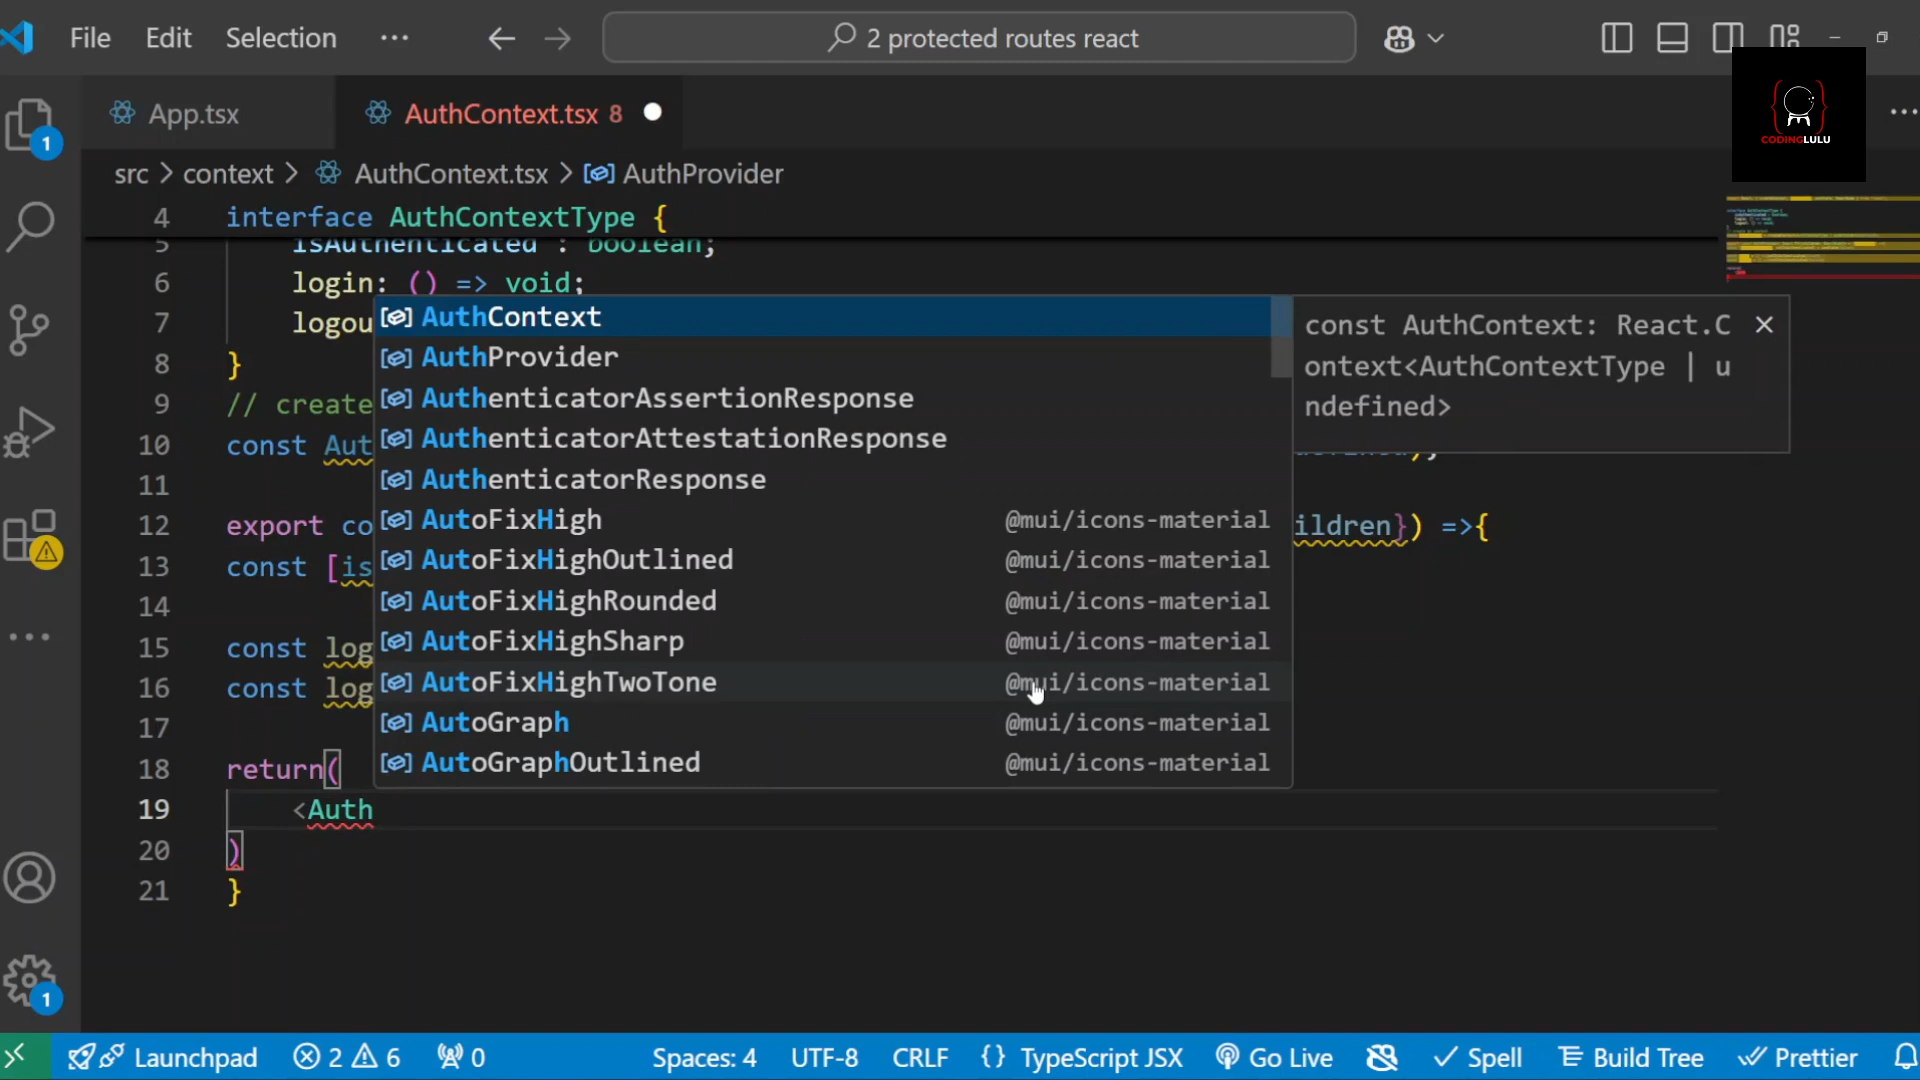 File Edit Selection ··· 2 protected routes react
CODINGLULU
App.tsx AuthContext.tsx 8
src > context > AuthContext.tsx > AuthProvider
4 interface AuthContextType {
5 isAuthenticated : boolean;
6 login: () => void;
7 logou
8 }
9 // create
10 const Aut
11
12 export co ildren}) =>{
13 const [is
14
15 const log
16 const log
17
18 return(
19 <Auth
20 )
21 }
AuthContext
AuthProvider
AuthenticatorAssertionResponse
AuthenticatorAttestationResponse
AuthenticatorResponse
AutoFixHigh @mui/icons-material
AutoFixHighOutlined @mui/icons-material
AutoFixHighRounded @mui/icons-material
AutoFixHighSharp @mui/icons-material
AutoFixHighTwoTone @mui/icons-material
AutoGraph @mui/icons-material
AutoGraphOutlined @mui/icons-material
const AuthContext: React.C
ontext<AuthContextType | u
ndefined>
1
1
Launchpad 2 6 0 Spaces: 4 UTF-8 CRLF {} TypeScript JSX Go Live Spell Build Tree Prettier